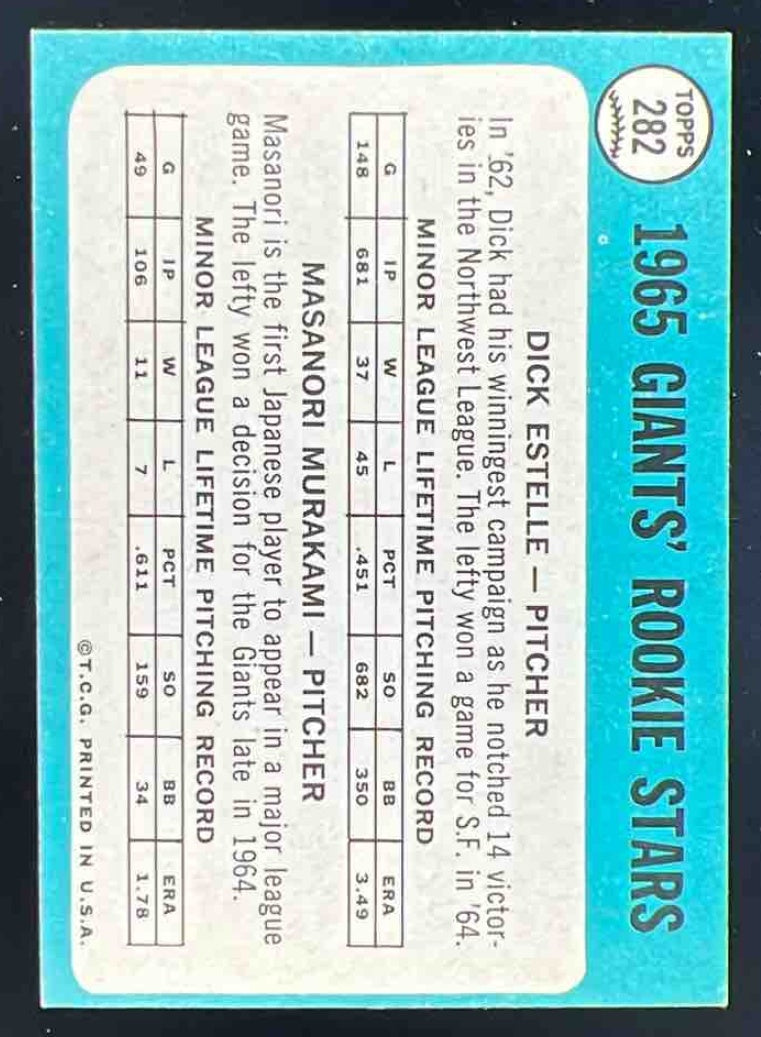 TOPPS
282
1965 GIANTS' ROOKIE STARS
DICK ESTELLE — PITCHER
In '62, Dick had his winningest campaign as he notched 14 victor-
ies in the Northwest League. The lefty won a game for S.F. in '64.
MINOR LEAGUE LIFETIME PITCHING RECORD
G IP W L PCT SO BB ERA
148 681 37 45 .451 682 350 3.49
MASANORI MURAKAMI — PITCHER
Masanori is the first Japanese player to appear in a major league
game. The lefty won a decision for the Giants late in 1964.
MINOR LEAGUE LIFETIME PITCHING RECORD
G IP W L PCT SO BB ERA
49 106 11 7 .611 159 34 1.78
©T.C.G. PRINTED IN U.S.A.